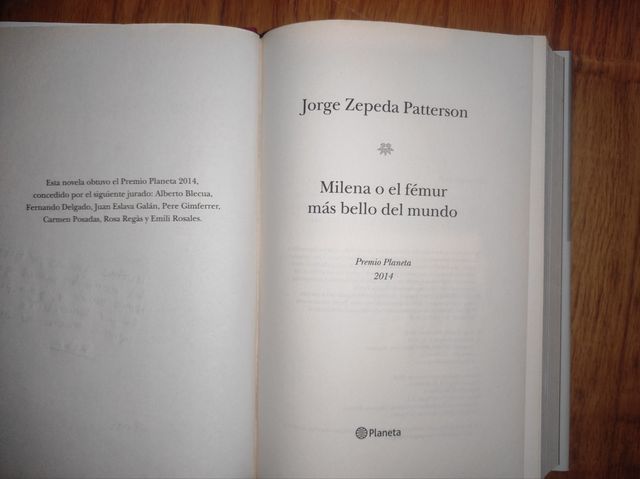 Esta novela obtuvo el Premio Planeta 2014,
concedido por el siguiente jurado: Alberto Blecua,
Fernando Delgado, Juan Eslava Galán, Pere Gimferrer,
Carmen Posadas, Rosa Regàs y Emili Rosales.
Jorge Zepeda Patterson
Milena o el fémur
más bello del mundo
Premio Planeta
2014
Planeta